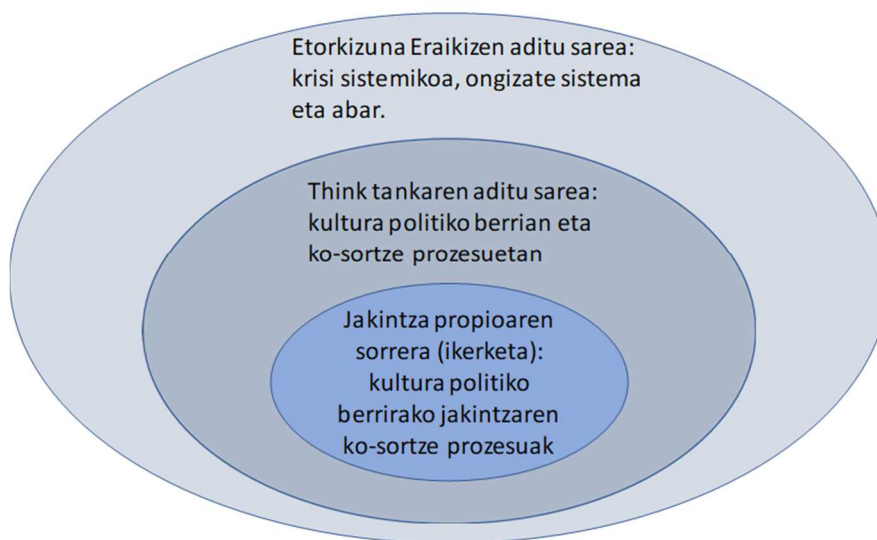 Etorkizuna Eraikizen aditu sarea:
krisi sistemikoa, ongizate sistema
eta abar.
Think tankaren aditu sarea:
kultura politiko berrian eta
ko-sortze prozesuetan
Jakintza propioaren
sorrera (ikerketa):
kultura politiko
berrirako jakintzaren
ko-sortze prozesuak